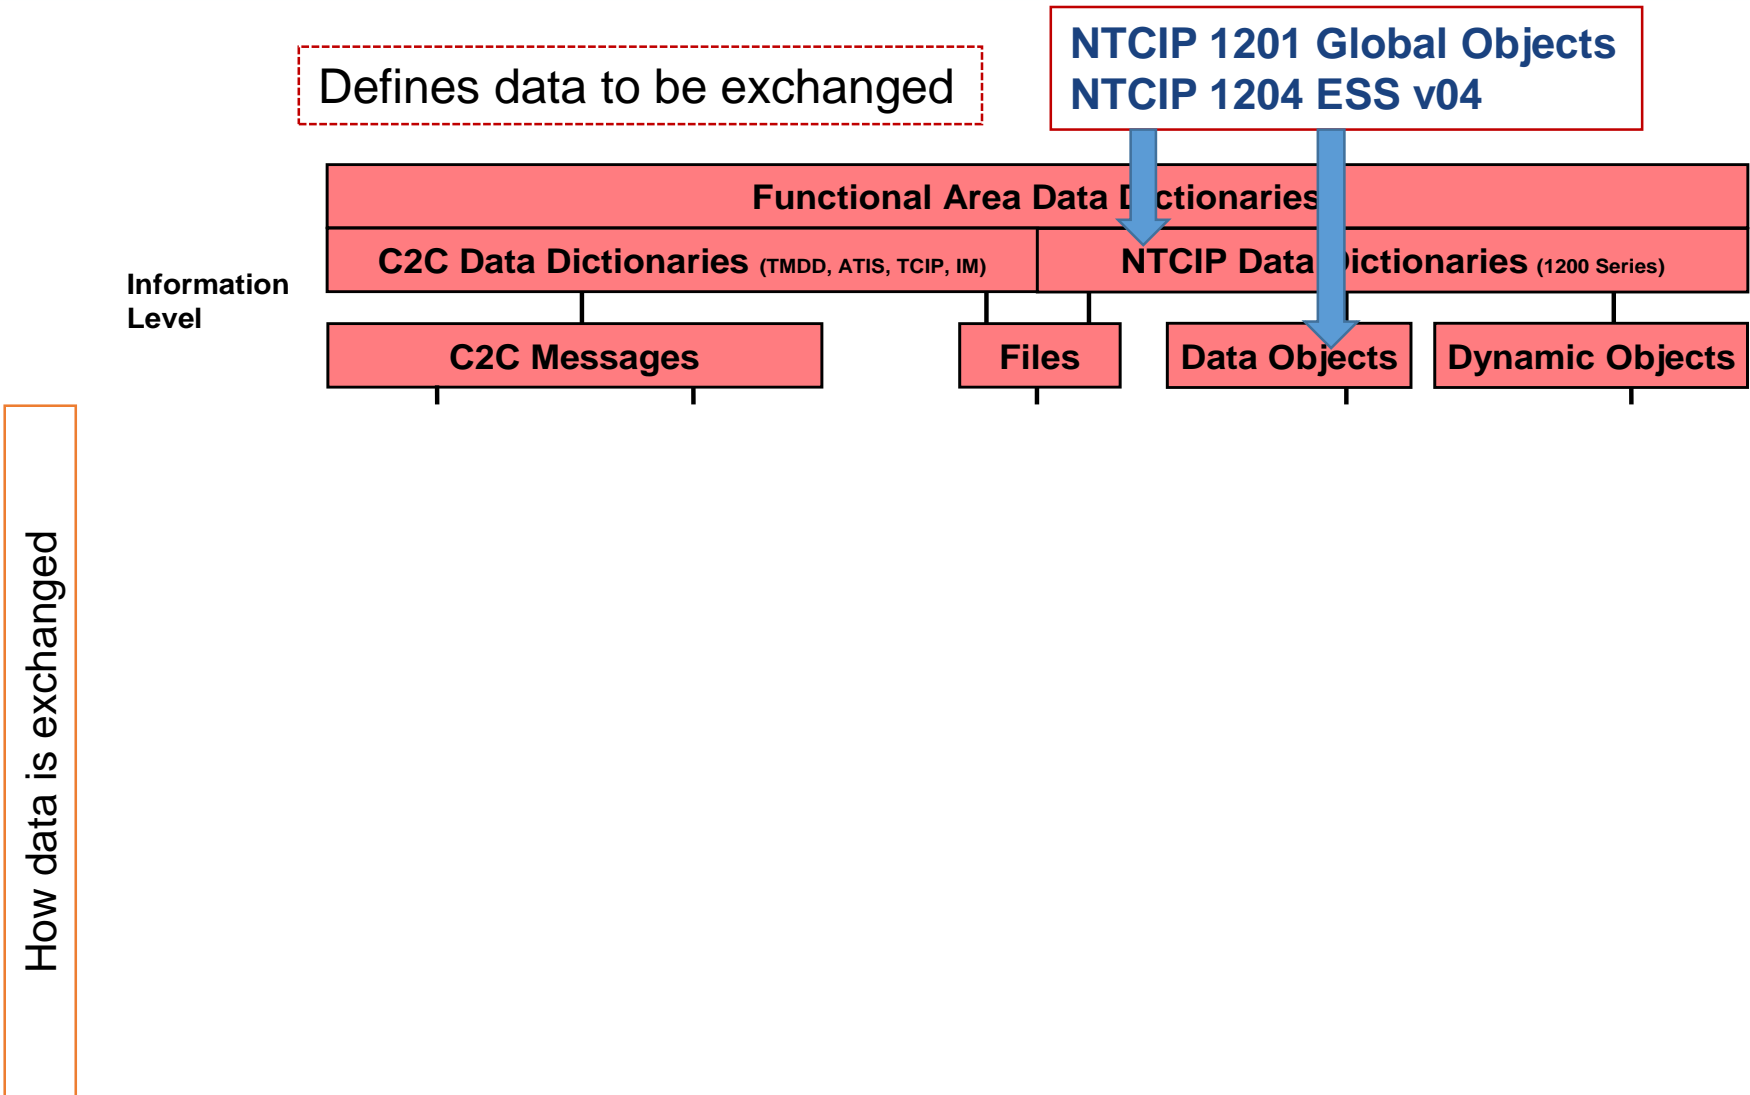 Defines data to be exchanged
NTCIP 1201 Global Objects
NTCIP 1204 ESS v04
Functional Area Data Dictionaries
C2C Data Dictionaries (TMDD, ATIS, TCIP, IM)
NTCIP Data Dictionaries (1200 Series)
Information
Level
C2C Messages
Files
Data Objects
Dynamic Objects
How data is exchanged